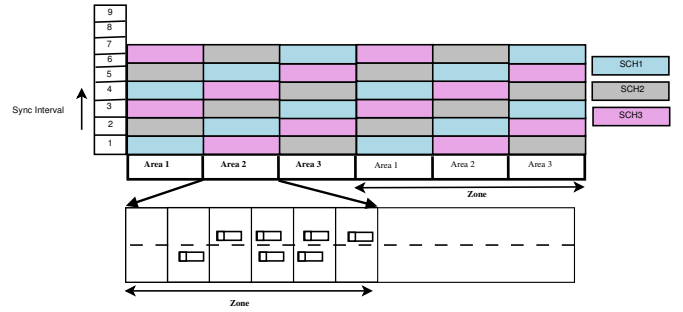 9
8
7
6
5
4
3
2
1
Sync Interval
SCH1
SCH2
SCH3
Area 1 Area 2 Area 3 Area 1 Area 2 Area 3
Zone
Zone